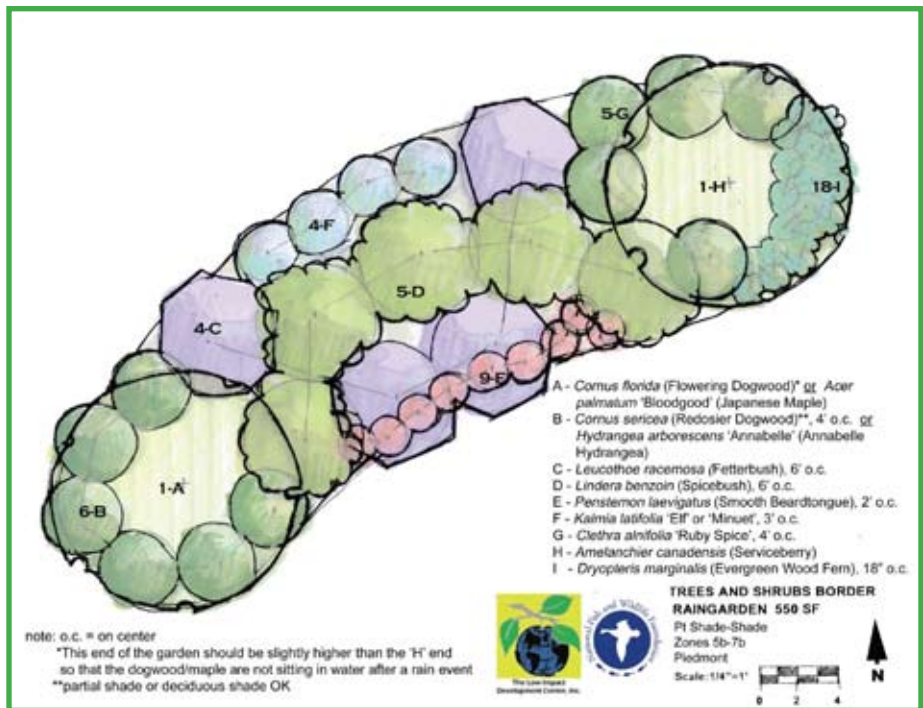 5-G
1-H
18-I
4-F
5-D
4-C
9-E
1-A
6-B
A - Cornus florida (Flowering Dogwood)* or Acer
palmatum 'Bloodgood' (Japanese Maple)
B - Cornus sericea (Redosier Dogwood)**, 4' o.c. or
Hydrangea arborescens 'Annabelle' (Annabelle
Hydrangea)
C - Leucothoe racemosa (Fetterbush), 6' o.c.
D - Lindera benzoin (Spicebush), 6' o.c.
E - Penstemon laevigatus (Smooth Beardtongue), 2' o.c.
F - Kalmia latifolia 'Elf' or 'Minuet', 3' o.c.
G - Clethra alnifolia 'Ruby Spice', 4' o.c.
H - Amelanchier canadensis (Serviceberry)
I - Dryopteris marginalis (Evergreen Wood Fern), 18" o.c.
note: o.c. = on center
*This end of the garden should be slightly higher than the 'H' end
so that the dogwood/maple are not sitting in water after a rain event
**partial shade or deciduous shade OK
The Low Impact
Development Center, Inc.
National Fish and Wildlife Foundation
TREES AND SHRUBS BORDER
RAINGARDEN 550 SF
Pt Shade-Shade
Zones 5b-7b
Piedmont
Scale: 1/4"=1'
0 2 4
N